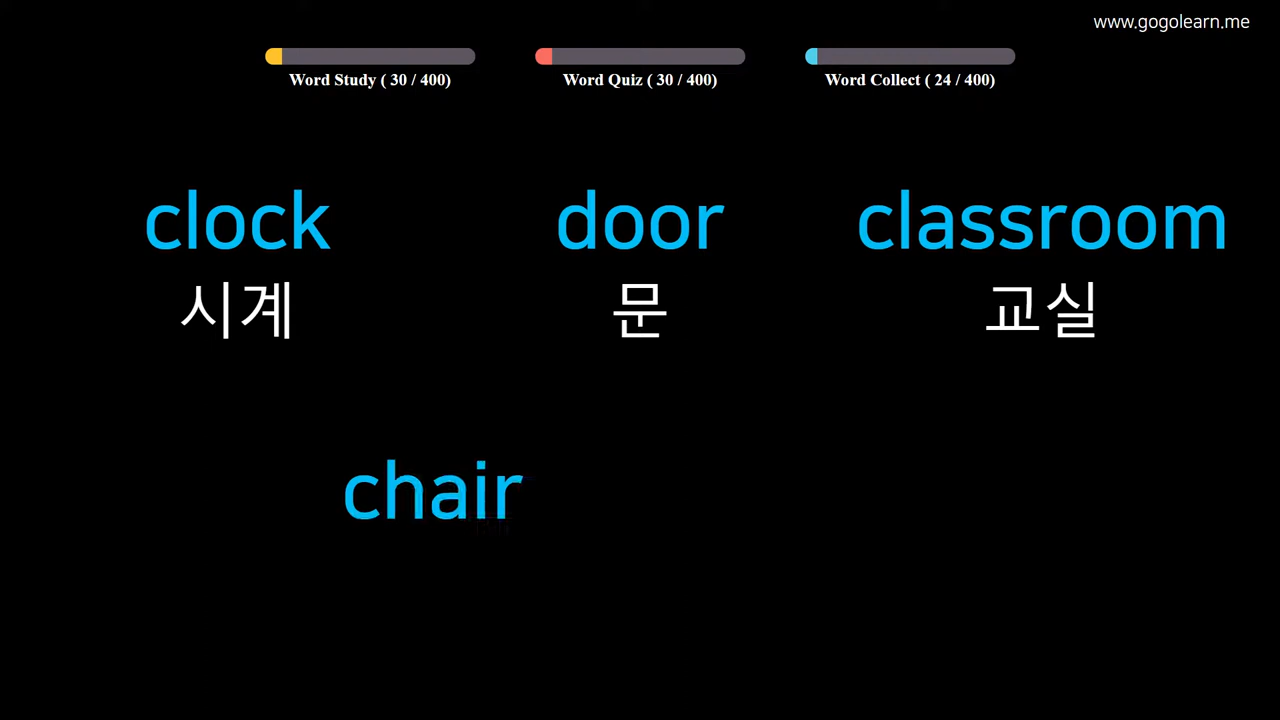 www.gogolearn.me
Word Study ( 30 / 400)
Word Quiz ( 30 / 400)
Word Collect ( 24 / 400)
clock
door
classroom
시계
문
교실
chair